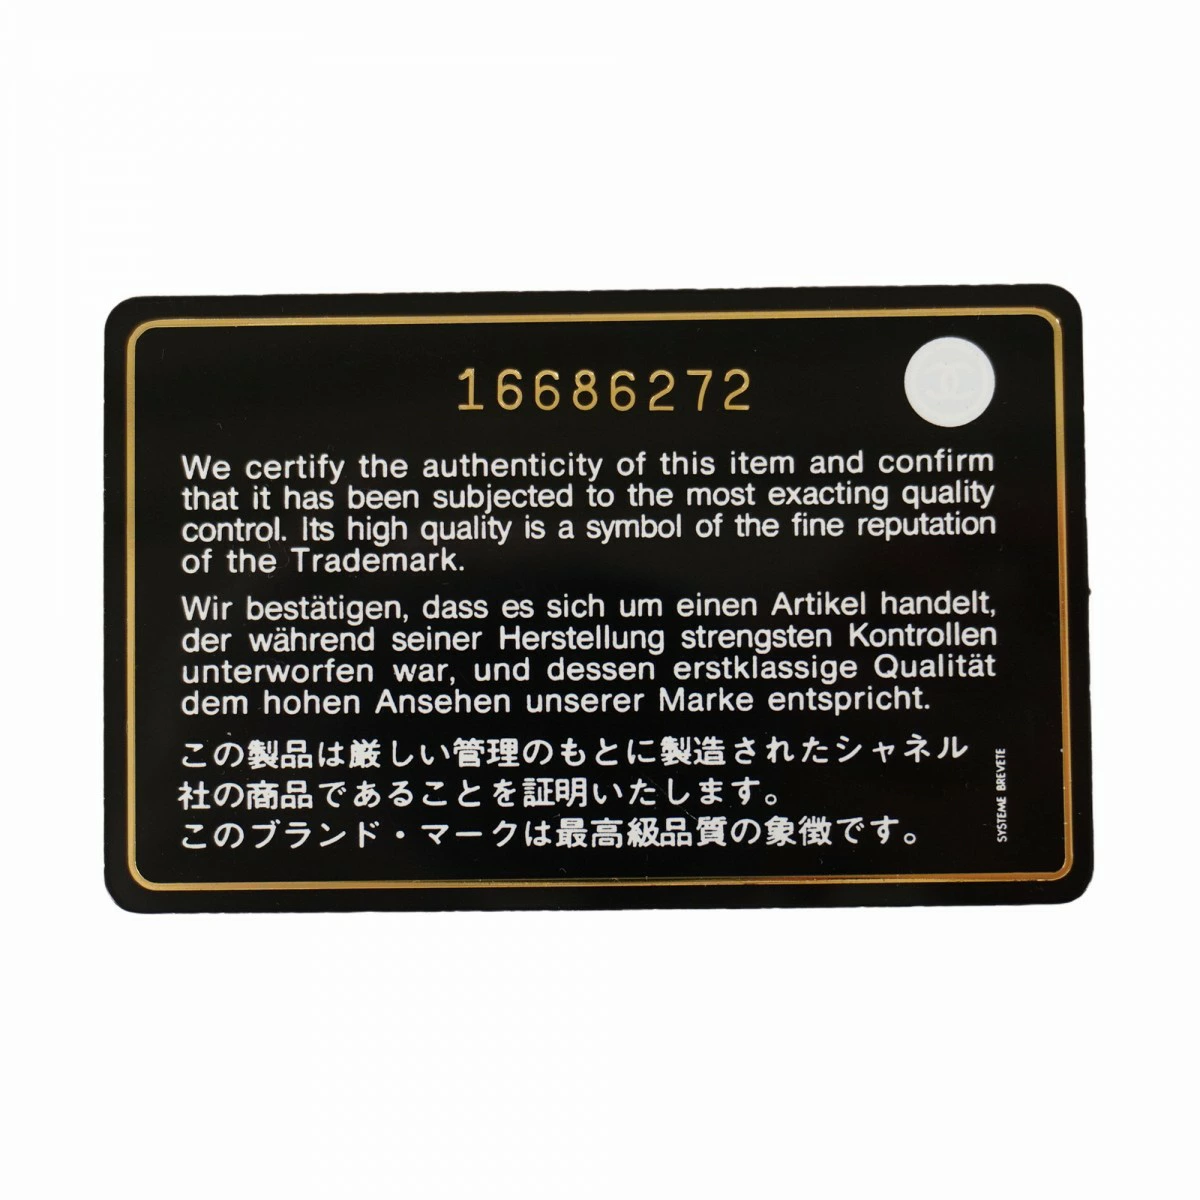 16686272
We certify the authenticity of this item and confirm
that it has been subjected to the most exacting quality
control. Its high quality is a symbol of the fine reputation
of the Trademark.
Wir bestätigen, dass es sich um einen Artikel handelt,
der während seiner Herstellung strengsten Kontrollen
unterworfen war, und dessen erstklassige Qualität
dem hohen Ansehen unserer Marke entspricht.
この製品は厳しい管理のもとに製造されたシャネル
社の商品であることを証明いたします。
このブランド・マークは最高級品質の象徴です。
SYSTEME BREVETE